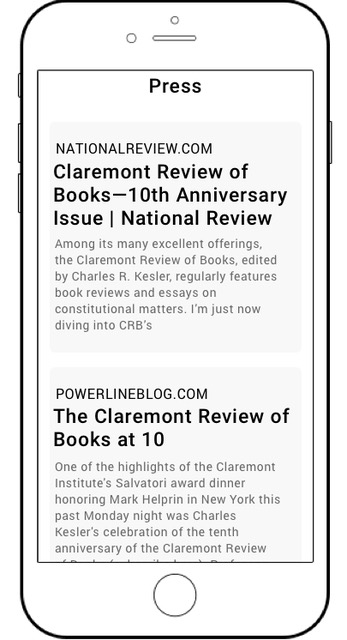 Press
NATIONALREVIEW.COM
Claremont Review of
Books—10th Anniversary
Issue | National Review
Among its many excellent offerings,
the Claremont Review of Books, edited
by Charles R. Kesler, regularly features
book reviews and essays on
constitutional matters. I'm just now
diving into CRB's
POWERLINEBLOG.COM
The Claremont Review of
Books at 10
One of the highlights of the Claremont
Institute's Salvatori award dinner
honoring Mark Helprin in New York this
past Monday night was Charles
Kesler's celebration of the tenth
anniversary of the Claremont Review